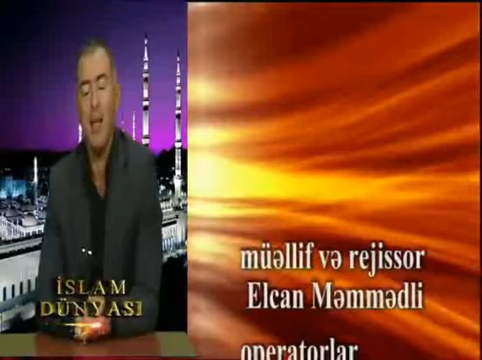 İSLAM
DÜNYASI
müəllif və rejissor
Elcan Məmmədli
operatorlar